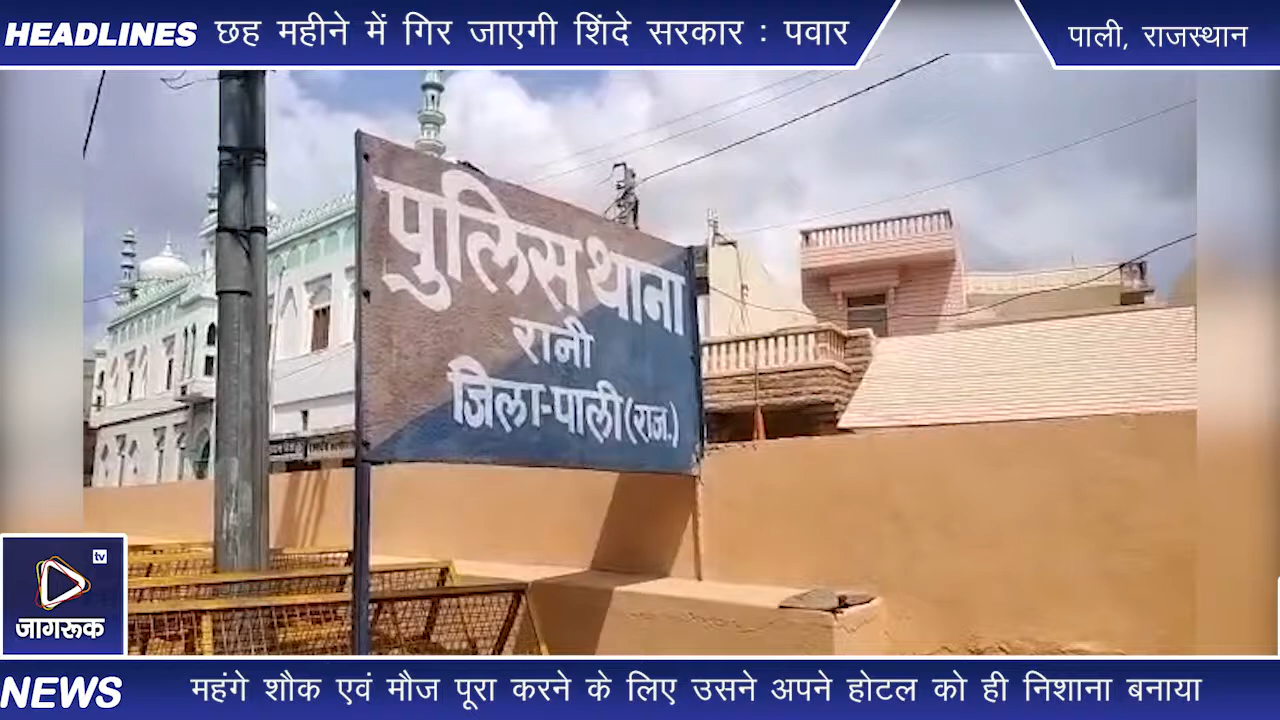 HEADLINES छह महीने में गिर जाएगी शिंदे सरकार : पवार
पाली, राजस्थान
पुलिस थाना
रानी
जिला-पाली(राज.)
tv
जागरूक
NEWS महंगे शौक एवं मौज पूरा करने के लिए उसने अपने होटल को ही निशाना बनाया